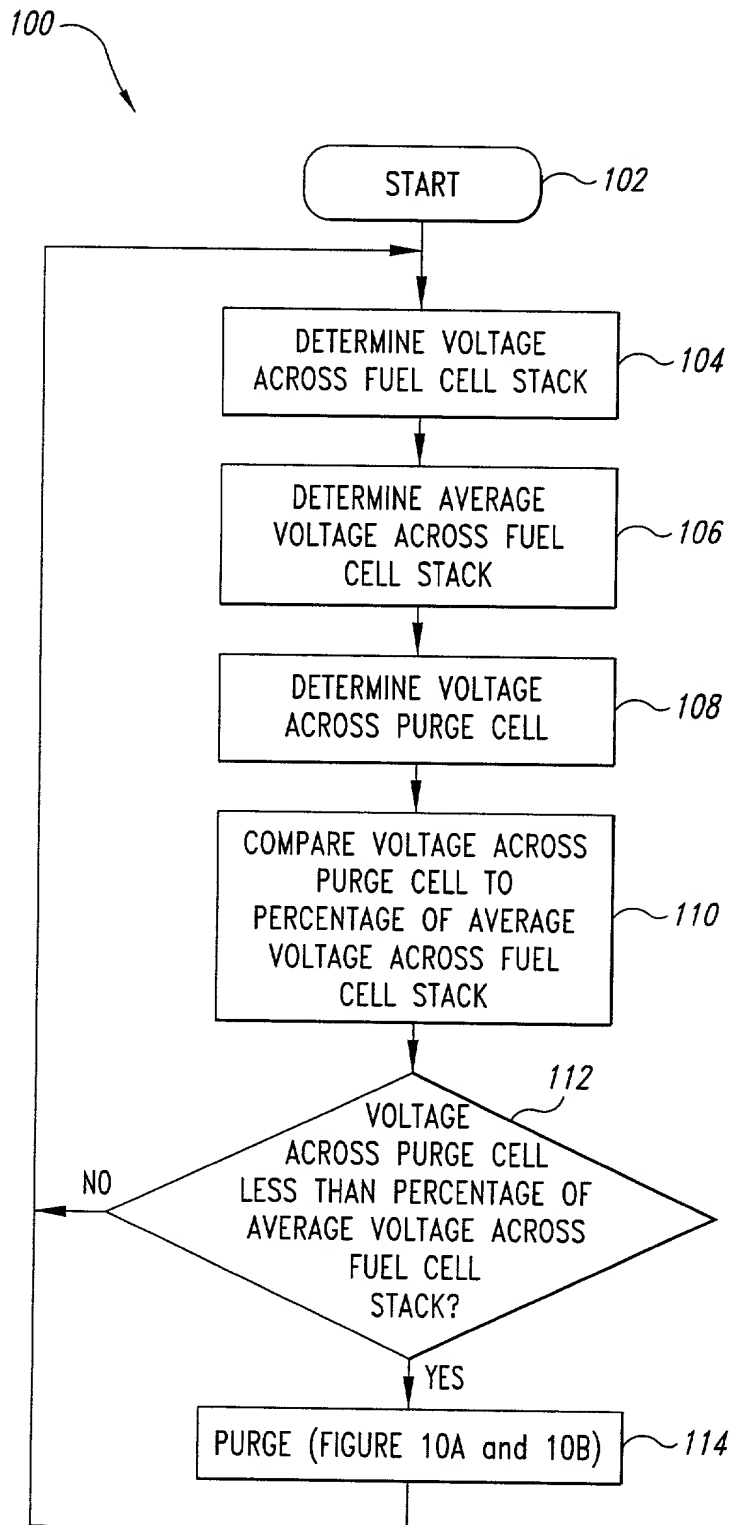 100
START
102
DETERMINE VOLTAGE
ACROSS FUEL CELL STACK
104
DETERMINE AVERAGE
VOLTAGE ACROSS FUEL
CELL STACK
106
DETERMINE VOLTAGE
ACROSS PURGE CELL
108
COMPARE VOLTAGE ACROSS
PURGE CELL TO
PERCENTAGE OF AVERAGE
VOLTAGE ACROSS FUEL
CELL STACK
110
112
VOLTAGE
ACROSS PURGE CELL
LESS THAN PERCENTAGE OF
AVERAGE VOLTAGE ACROSS
FUEL CELL
STACK?
NO
YES
PURGE (FIGURE 10A and 10B)
114